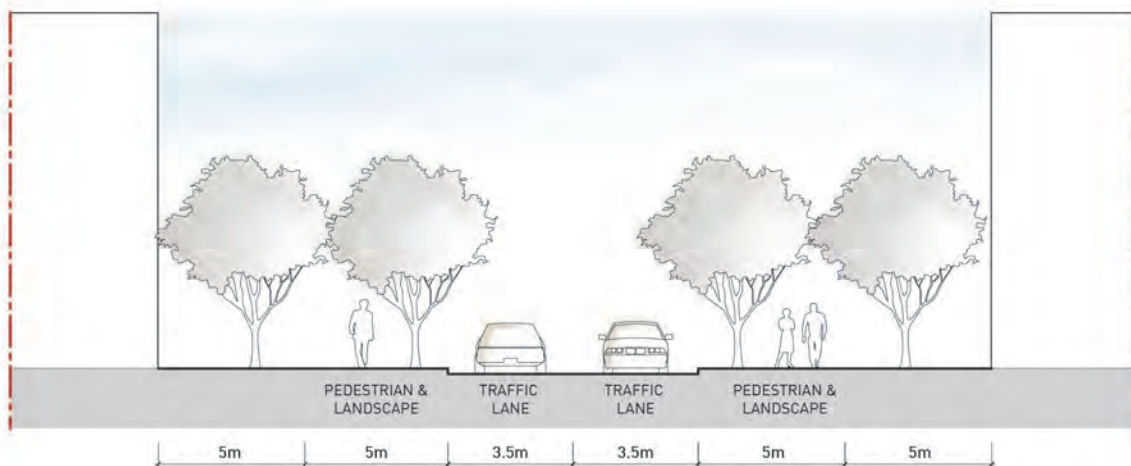 PEDESTRIAN &
LANDSCAPE
TRAFFIC
LANE
TRAFFIC
LANE
PEDESTRIAN &
LANDSCAPE
5m
5m
3.5m
3.5m
5m
5m